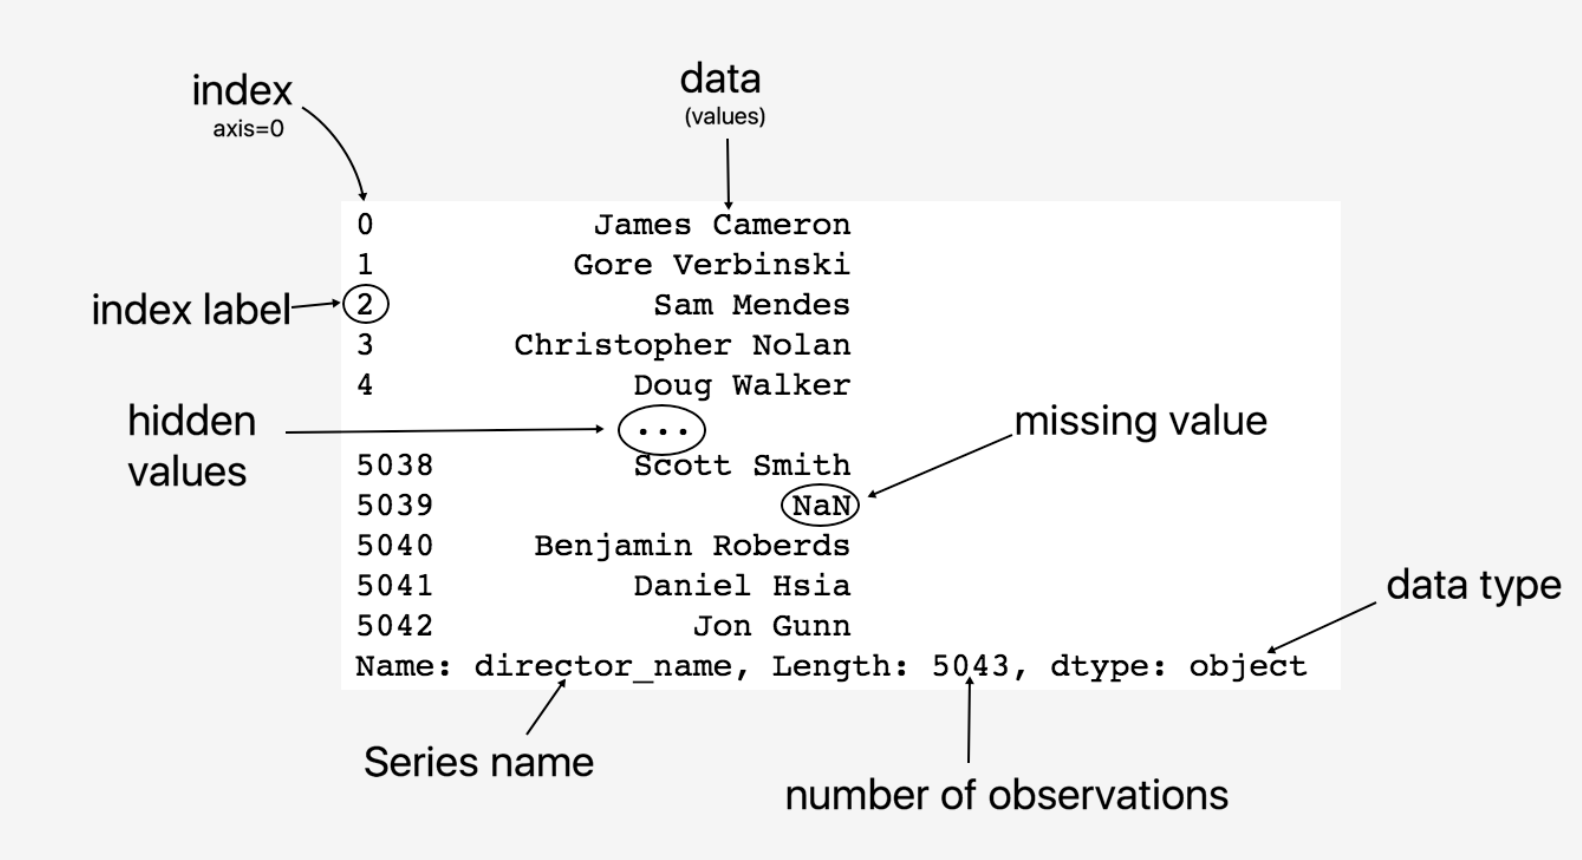 index
axis=0
data
(values)
0 James Cameron
1 Gore Verbinski
index label
2 Sam Mendes
3 Christopher Nolan
4 Doug Walker
hidden
values
...
missing value
5038 Scott Smith
5039 NaN
5040 Benjamin Roberds
5041 Daniel Hsia
data type
5042 Jon Gunn
Name: director_name, Length: 5043, dtype: object
Series name
number of observations